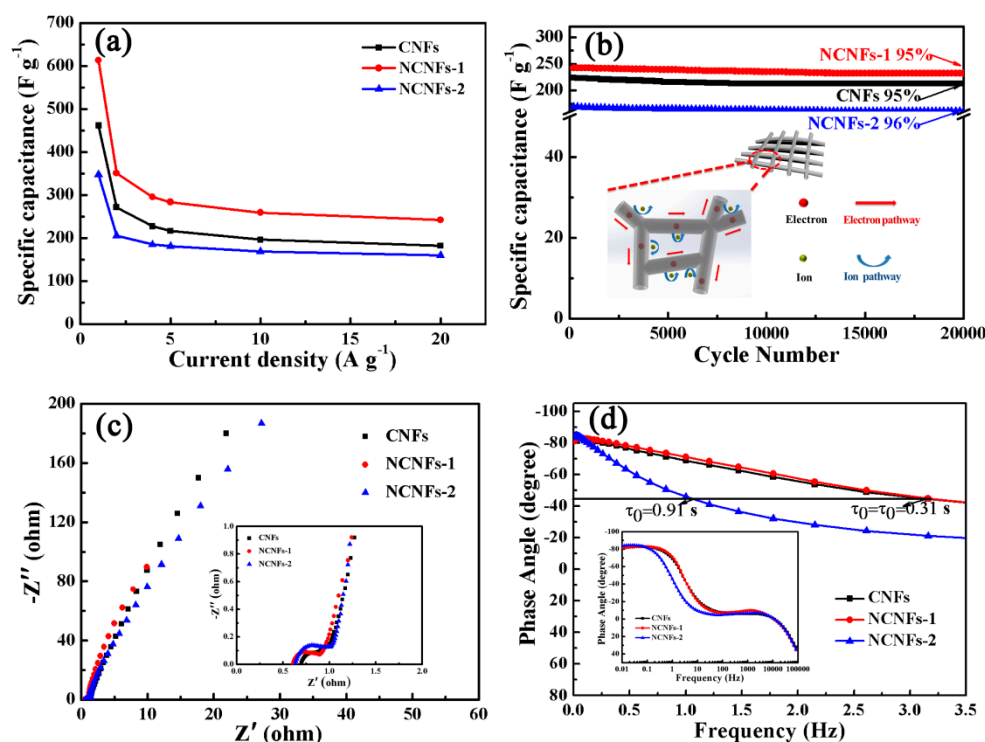 (a)
Specific capacitance (F g⁻¹)
700
600
500
400
300
200
100
0
CNFs
NCNFs-1
NCNFs-2
0 5 10 15 20
Current density (A g⁻¹)
(b)
Specific capacitance (F g⁻¹)
300
250
200
40
20
0
NCNFs-1 95%
CNFs 95%
NCNFs-2 96%
Electron
Electron pathway
Ion
Ion pathway
0 5000 10000 15000 20000
Cycle Number
(c)
-Z′′ (ohm)
200
160
120
80
40
0
CNFs
NCNFs-1
NCNFs-2
-Z′′ (ohm)
1.0
0.8
0.6
0.4
0.2
0.0
CNFs
NCNFs-1
NCNFs-2
0.0 0.5 1.0 1.5 2.0
Z′ (ohm)
0 10 20 30 40 50 60
Z′ (ohm)
(d)
Phase Angle (degree)
-100
-80
-60
-40
-20
0
20
40
60
80
τ0=0.91 s
τ0=τ0=0.31 s
CNFs
NCNFs-1
NCNFs-2
Phase Angle (degree)
-100
-80
-60
-40
-20
0
20
40
CNFs
NCNFs-1
NCNFs-2
0.01 0.1 1 10 100 1000 10000 100000
Frequency (Hz)
0.0 0.5 1.0 1.5 2.0 2.5 3.0 3.5
Frequency (Hz)